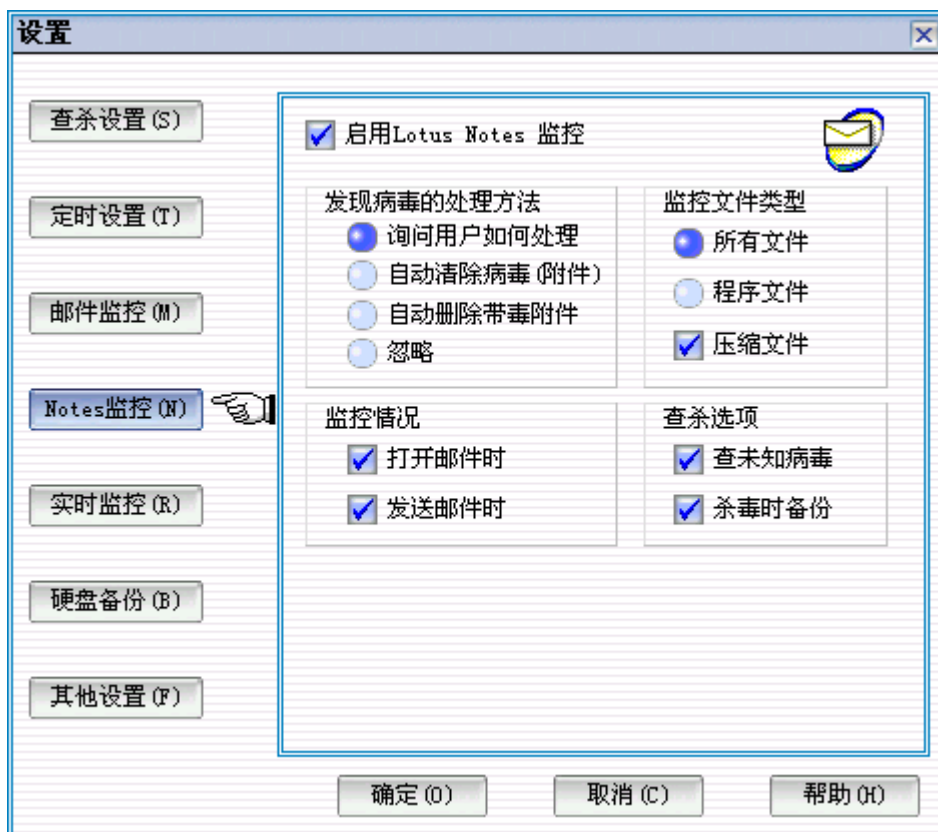 设置
查杀设置(S)
定时设置(T)
邮件监控(M)
Notes监控(N)
实时监控(R)
硬盘备份(B)
其他设置(F)
启用Lotus Notes 监控
发现病毒的处理方法
询问用户如何处理
自动清除病毒(附件)
自动删除带毒附件
忽略
监控文件类型
所有文件
程序文件
压缩文件
监控情况
打开邮件时
发送邮件时
查杀选项
查未知病毒
杀毒时备份
确定(O)
取消(C)
帮助(H)